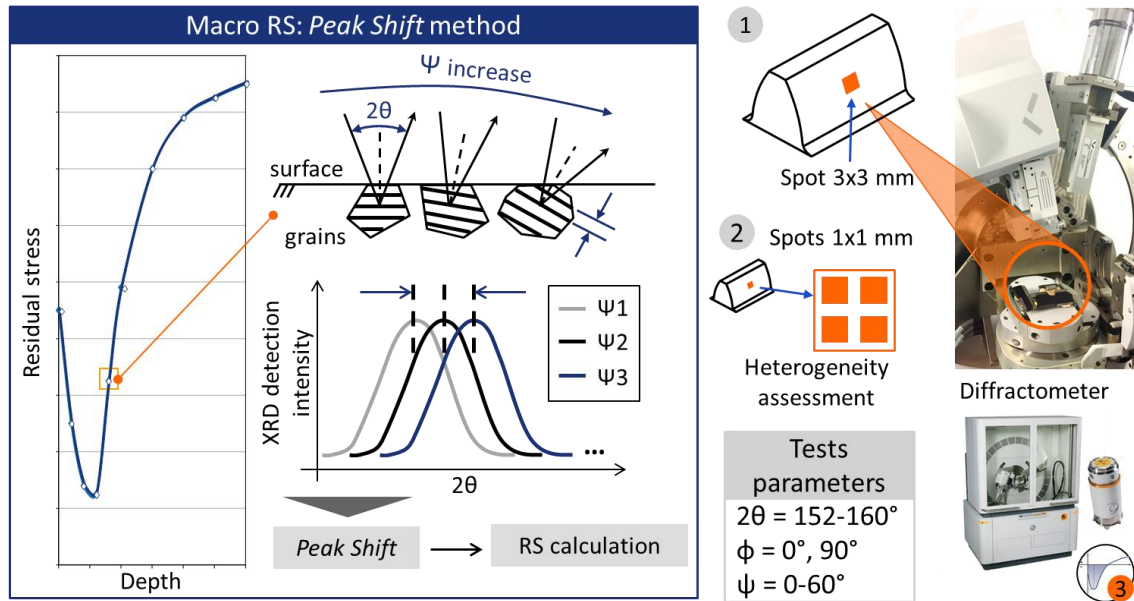 Macro RS: Peak Shift method
Residual stress
Depth
Ψ increase
2θ
surface
grains
XRD detection
intensity
Ψ1
Ψ2
Ψ3
...
2θ
Peak Shift
RS calculation
1
Spot 3x3 mm
2
Spots 1x1 mm
Heterogeneity
assessment
Tests
parameters
2θ = 152-160°
ϕ = 0°, 90°
ψ = 0-60°
Diffractometer
3